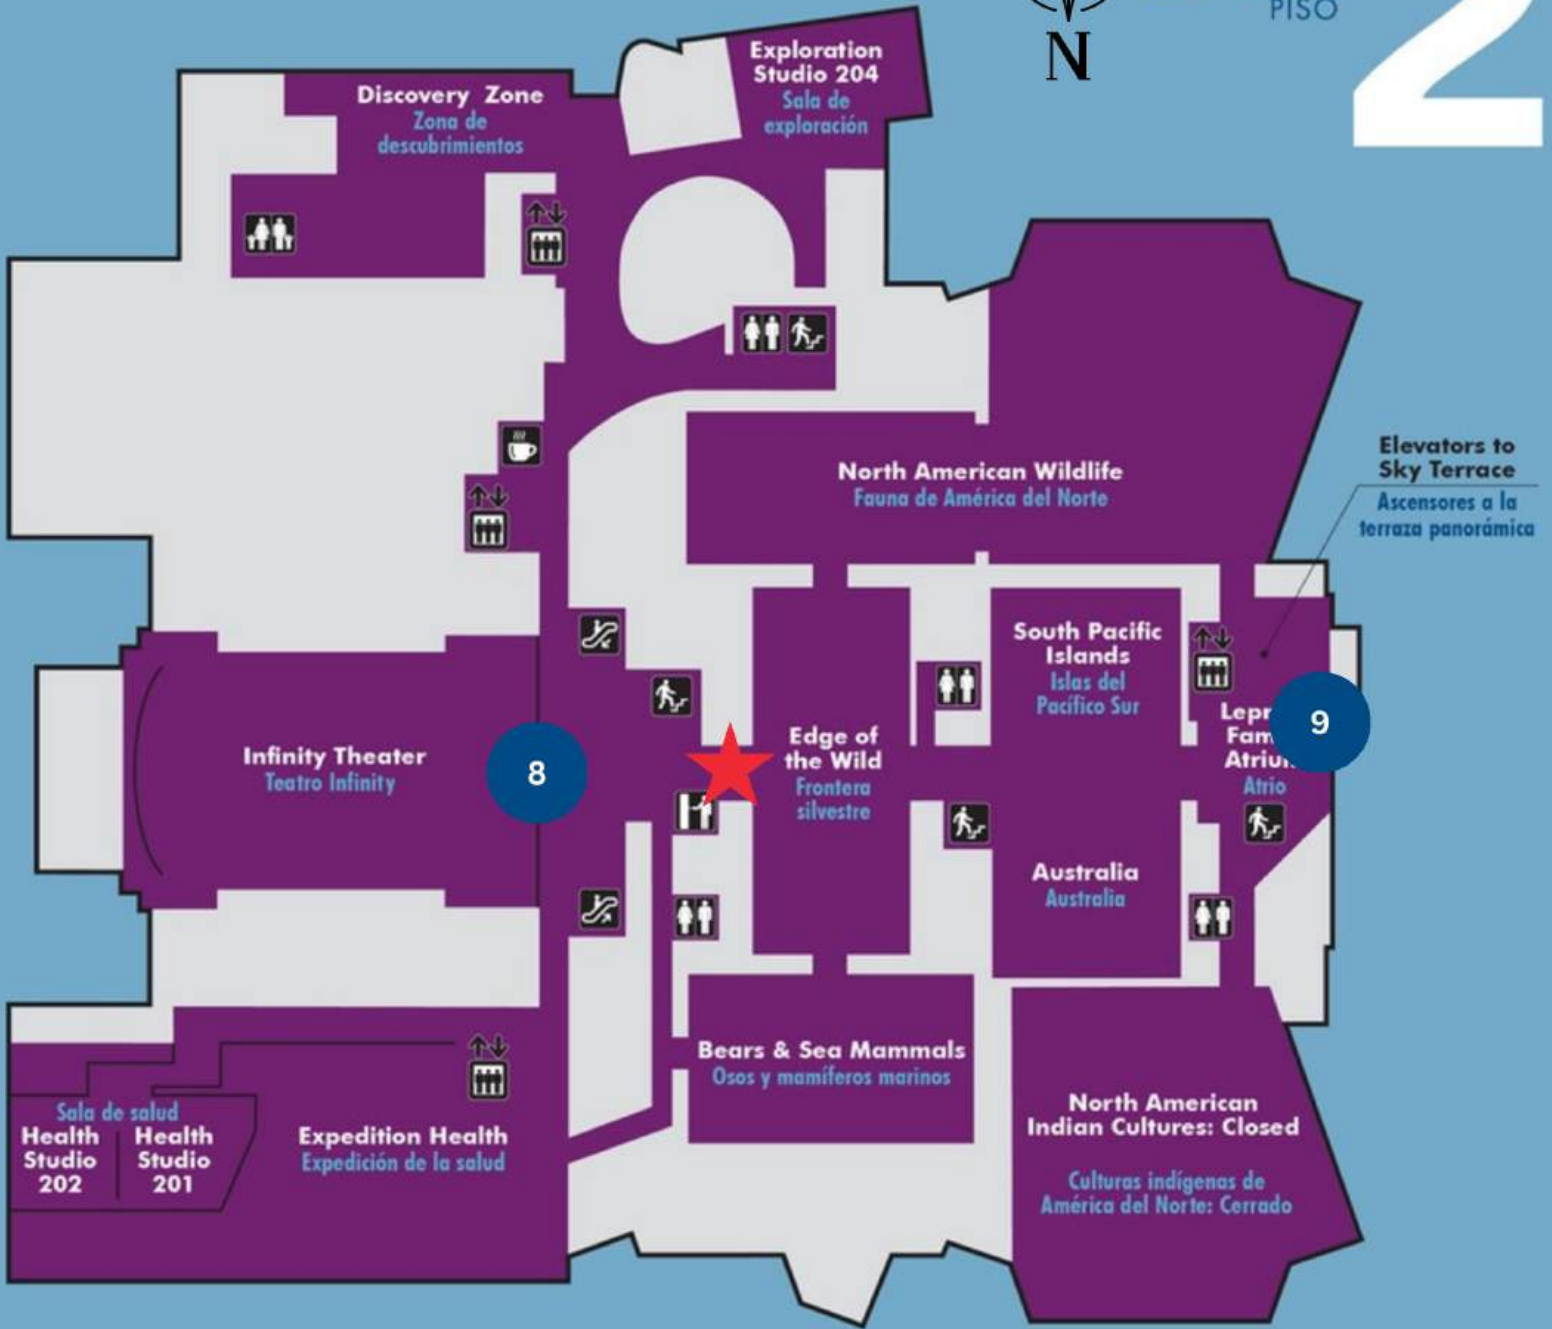 N
PISO
2
Exploration
Studio 204
Sala de
exploración
Discovery Zone
Zona de
descubrimientos
North American Wildlife
Fauna de América del Norte
Elevators to
Sky Terrace
Ascensores a la
terraza panorámica
South Pacific
Islands
Islas del
Pacífico Sur
Infinity Theater
Teatro Infinity
8
Edge of
the Wild
Frontera
silvestre
9
Atrio
Australia
Australia
Bears & Sea Mammals
Osos y mamíferos marinos
North American
Indian Cultures: Closed
Culturas indígenas de
América del Norte: Cerrado
Sala de salud
Health
Studio
202
Health
Studio
201
Expedition Health
Expedición de la salud